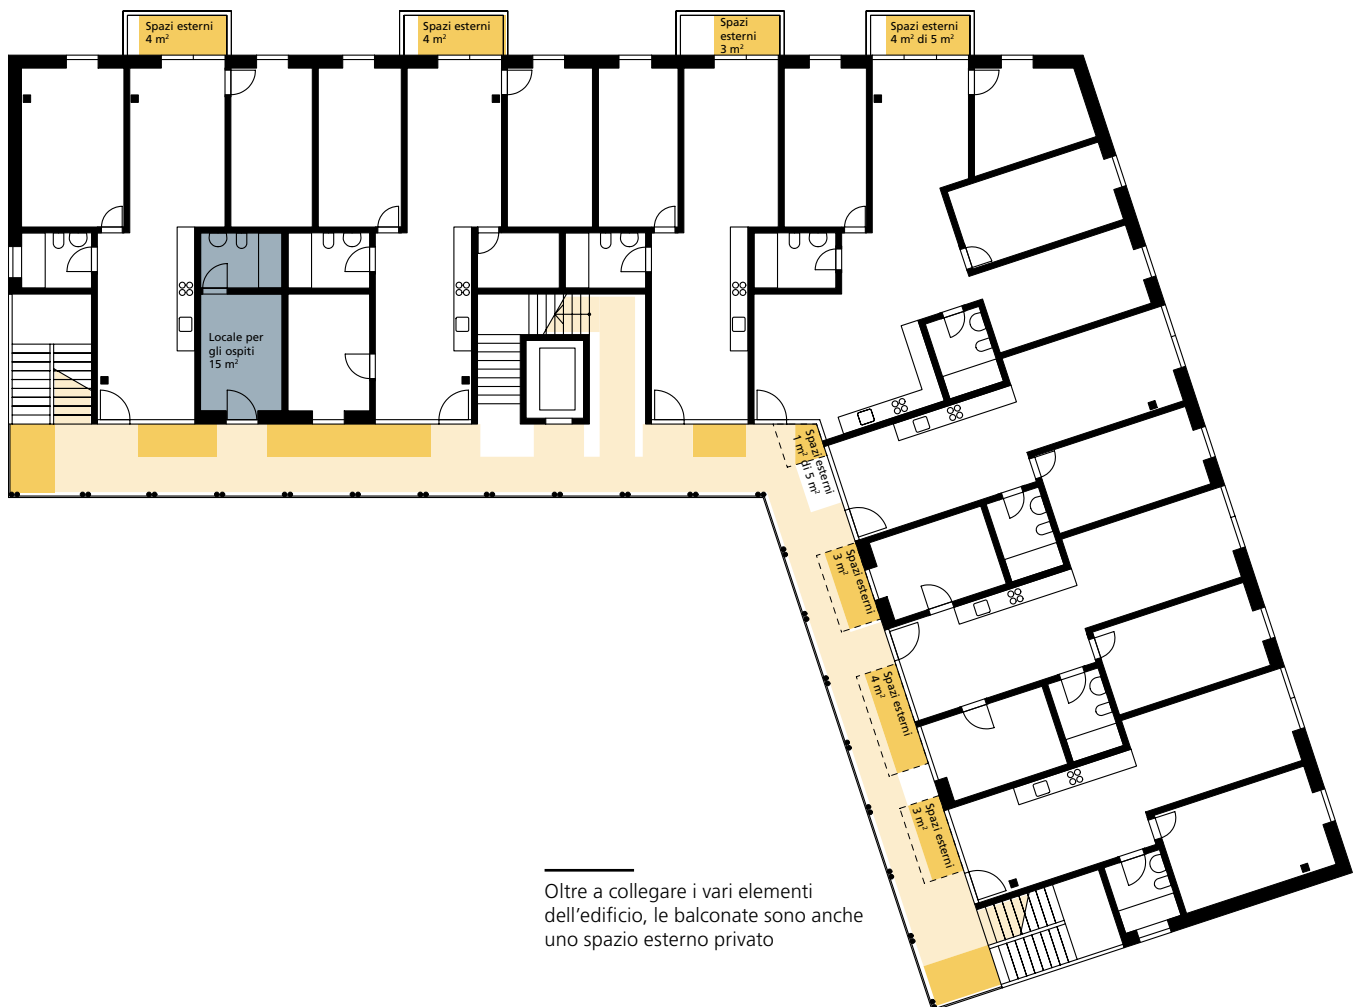 Spazi esterni
4 m²
Spazi esterni
4 m²
Spazi
esterni
3 m²
Spazi esterni
4 m² di 5 m²
Locale per
gli ospiti
15 m²
Spazi esterni
1 m² di 5 m²
Spazi esterni
3 m²
Spazi esterni
4 m²
Spazi esterni
3 m²
Oltre a collegare i vari elementi
dell’edificio, le balconate sono anche
uno spazio esterno privato